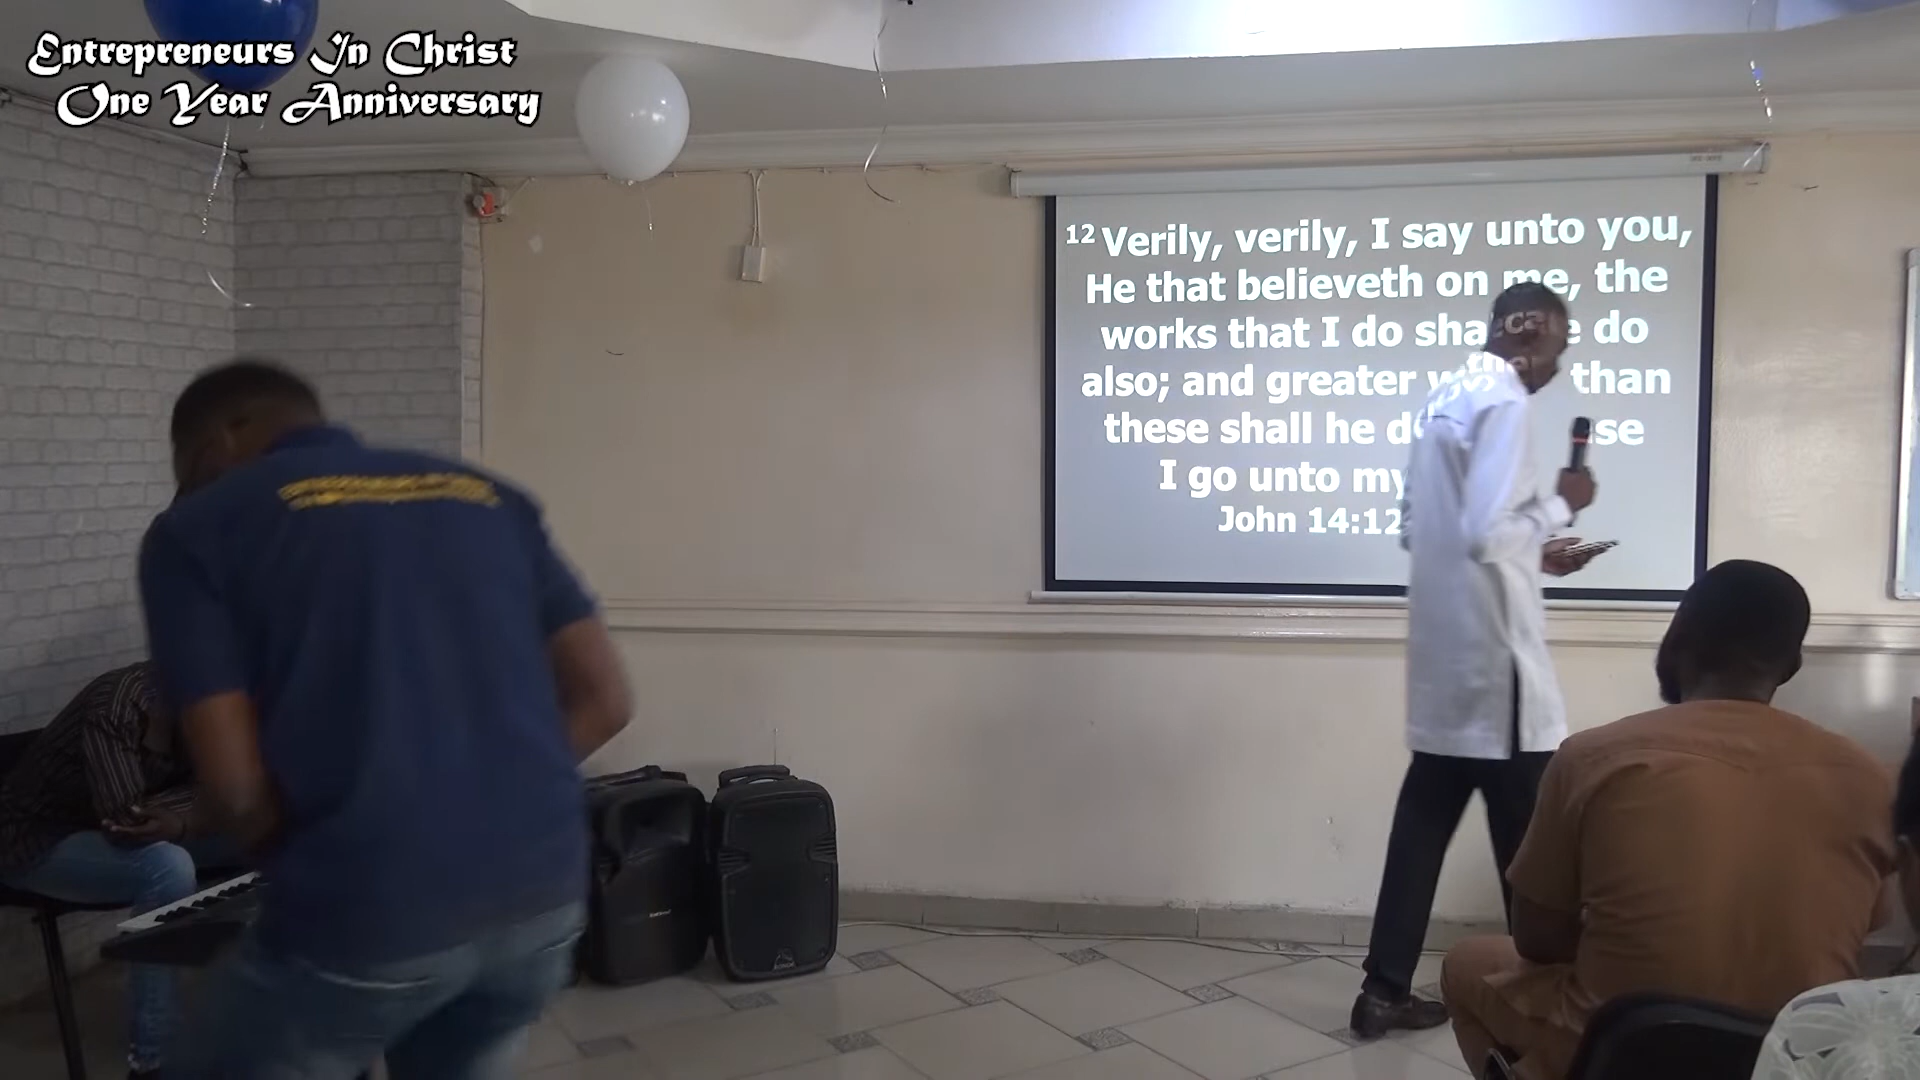 Entrepreneurs In Christ
One Year Anniversary
12 Verily, verily, I say unto you,
He that believeth on me, the
works that I do sha e do
also; and greater than
these shall he d se
I go unto my
John 14:12